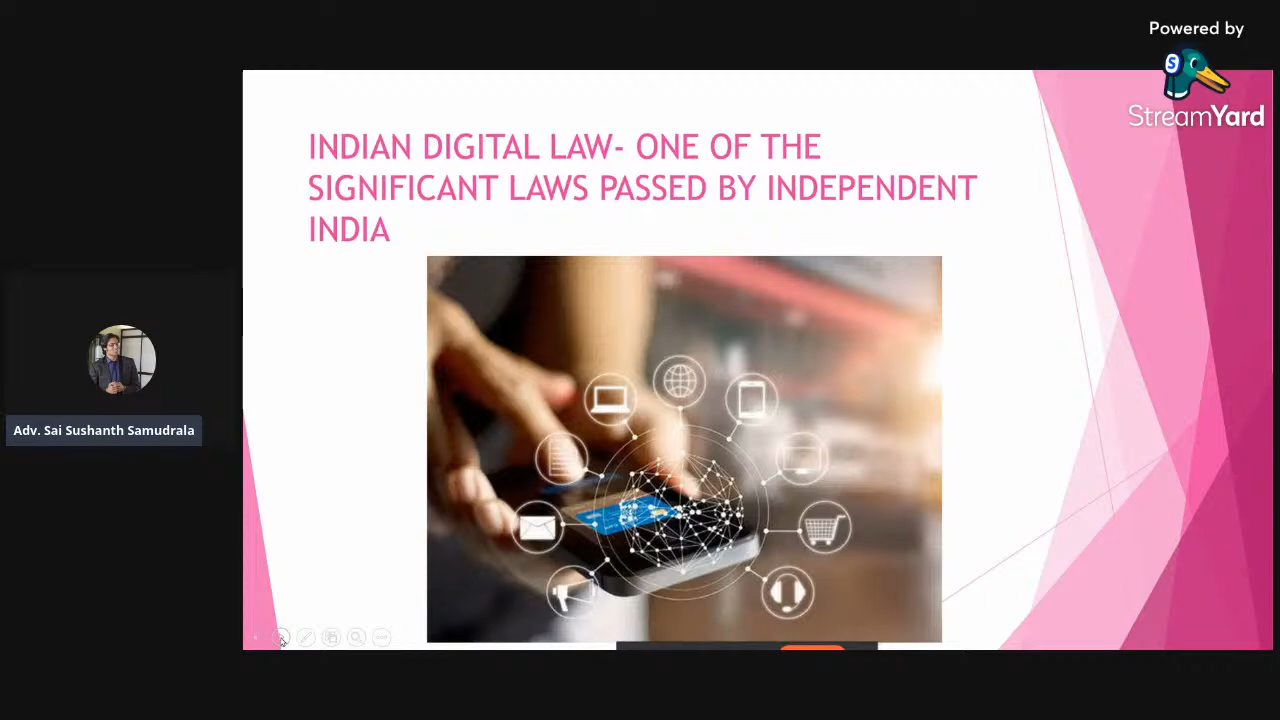 Powered by
StreamYard
INDIAN DIGITAL LAW- ONE OF THE
SIGNIFICANT LAWS PASSED BY INDEPENDENT
INDIA
Adv. Sai Sushanth Samudrala